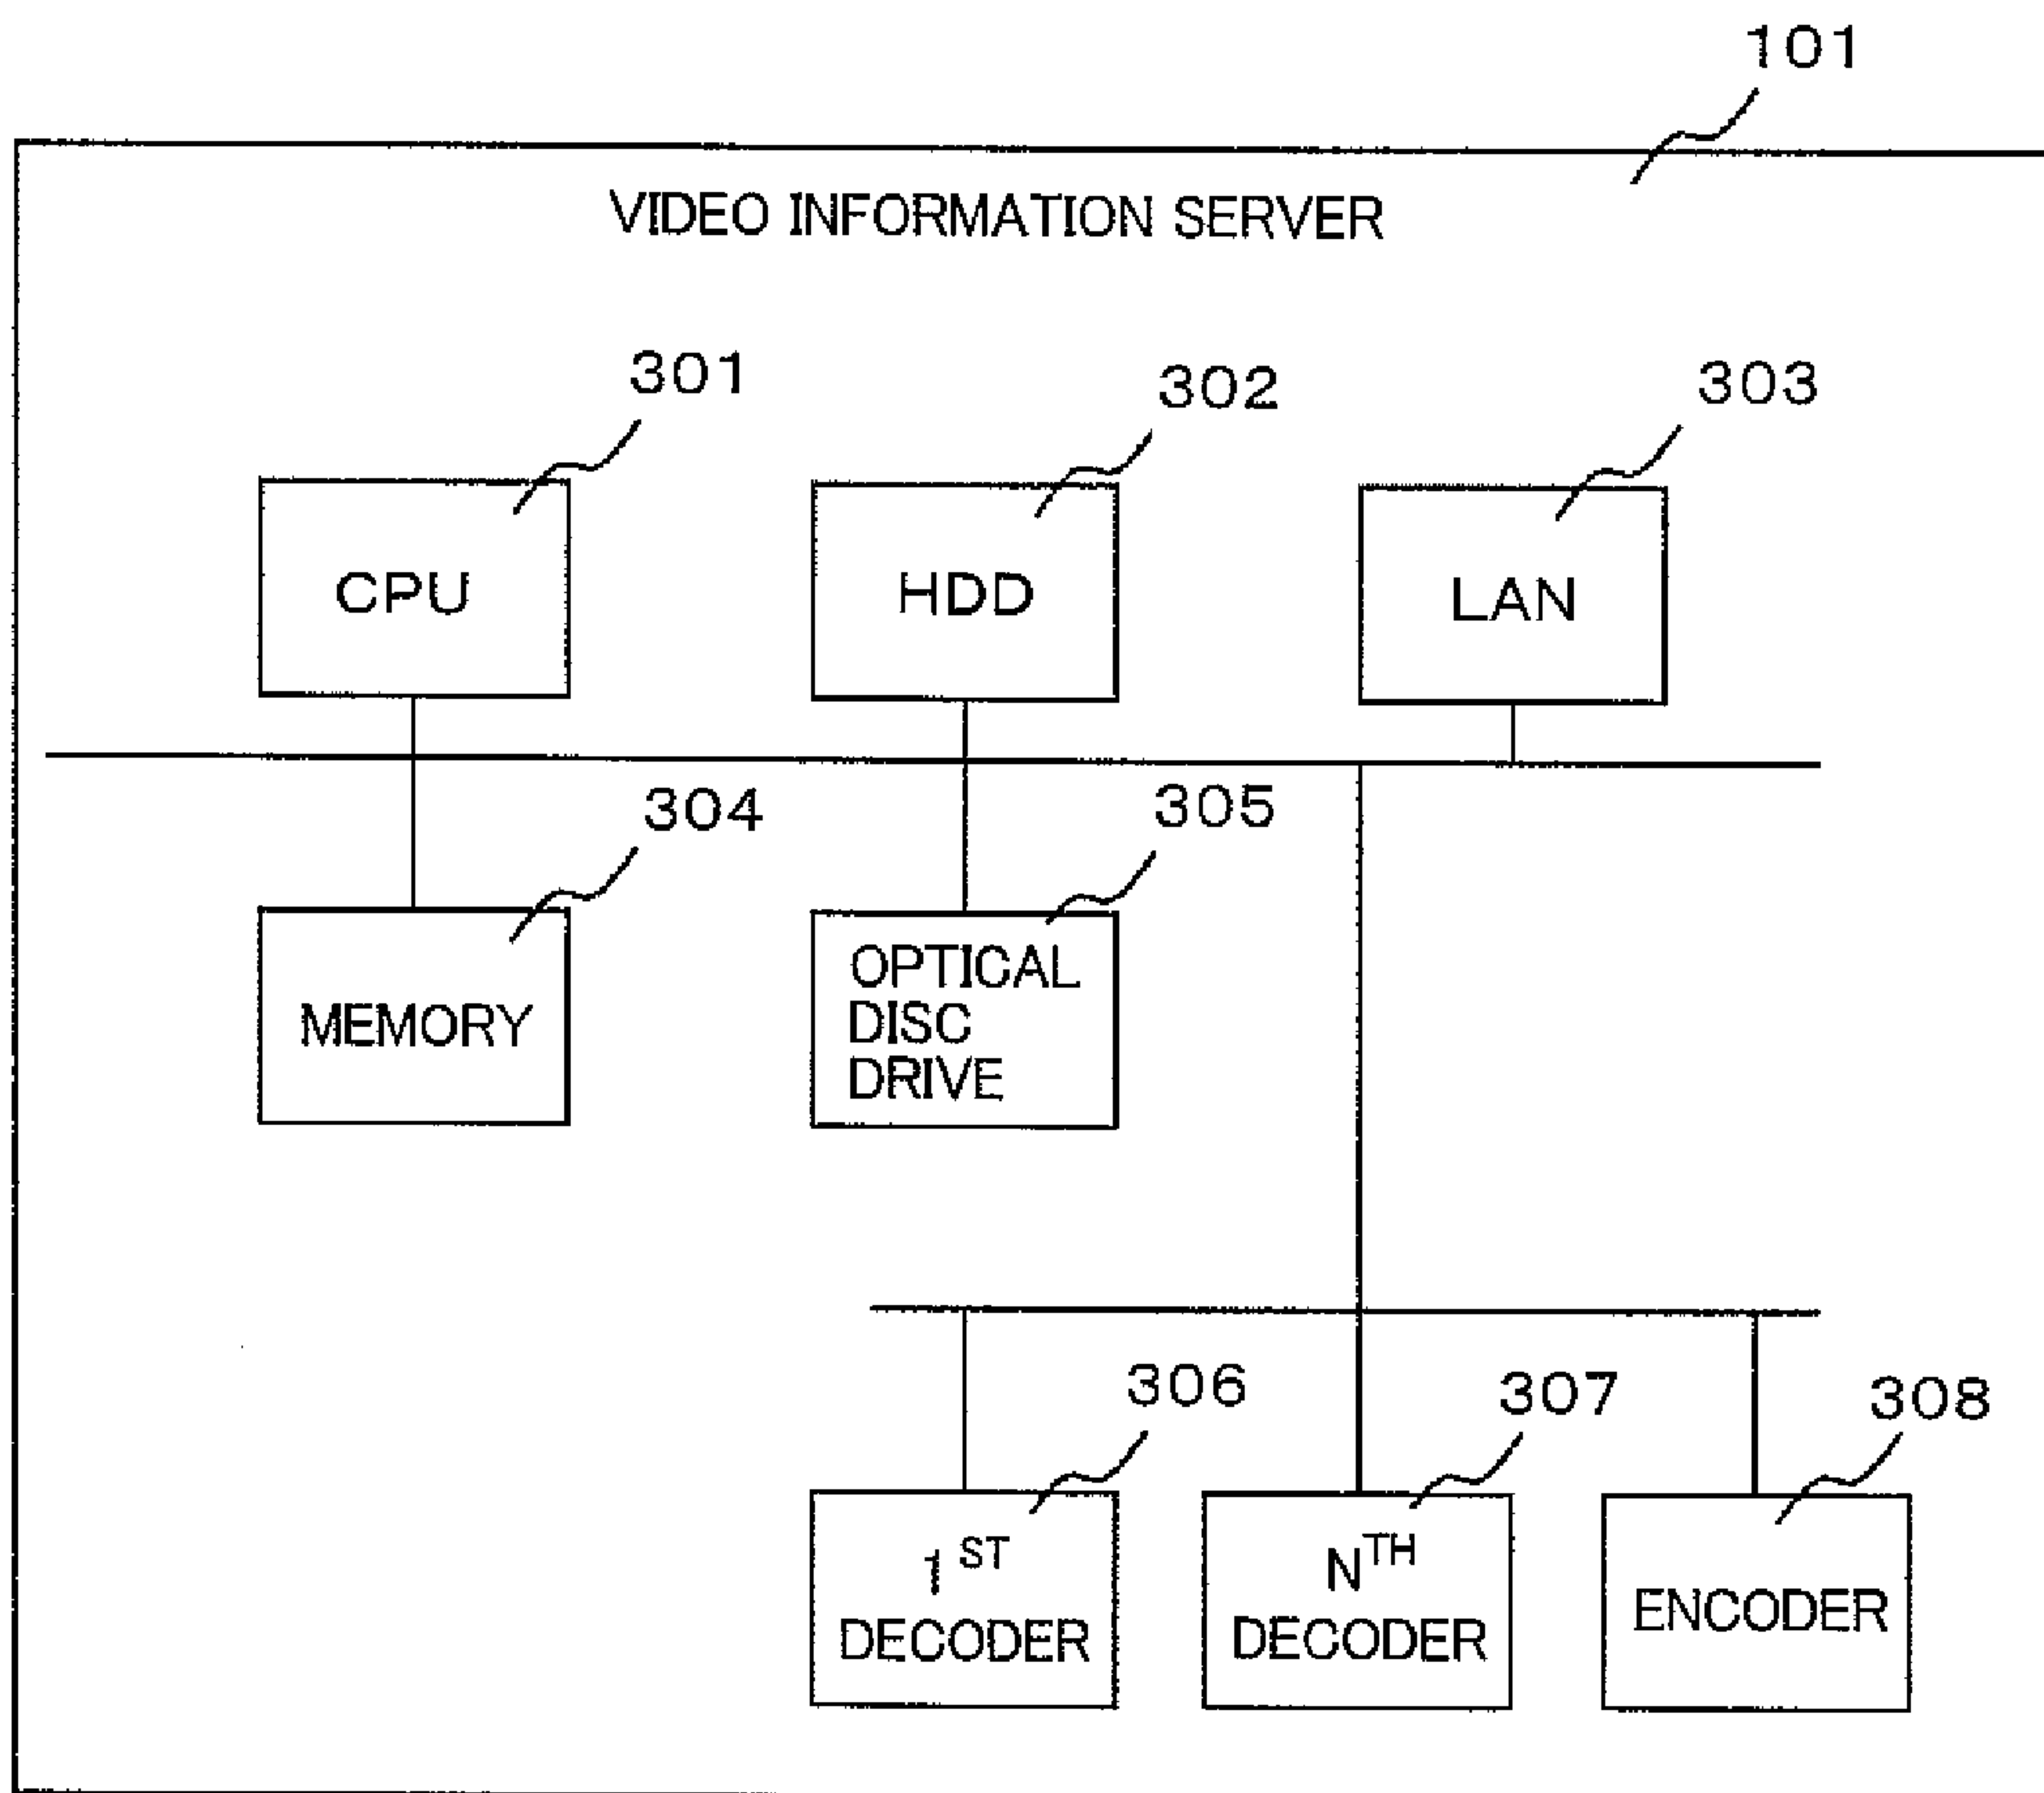 101
VIDEO INFORMATION SERVER
301
302
303
CPU
HDD
LAN
304
305
MEMORY
OPTICAL
DISC
DRIVE
306
307
308
1ST
DECODER
NTH
DECODER
ENCODER